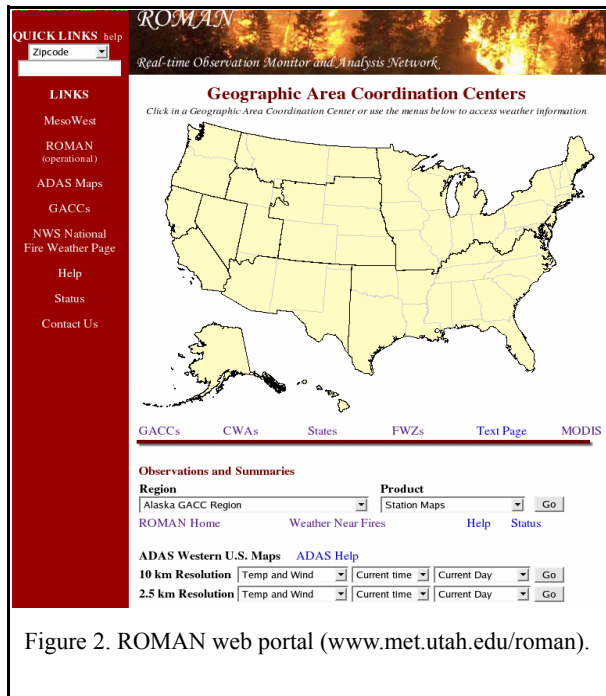 ROMAN
Real-time Observation Monitor and Analysis Network
QUICK LINKS help
Zipcode
LINKS
MesoWest
ROMAN
(operational)
ADAS Maps
GACCs
NWS National
Fire Weather Page
Help
Status
Contact Us
Geographic Area Coordination Centers
Click in a Geographic Area Coordination Center or use the menus below to access weather information
GACCs CWAs States FWZs Text Page MODIS
Observations and Summaries
Region Product
Alaska GACC Region Station Maps Go
ROMAN Home Weather Near Fires Help Status
ADAS Western U.S. Maps ADAS Help
10 km Resolution Temp and Wind Current time Current Day Go
2.5 km Resolution Temp and Wind Current time Current Day Go
Figure 2. ROMAN web portal (www.met.utah.edu/roman).